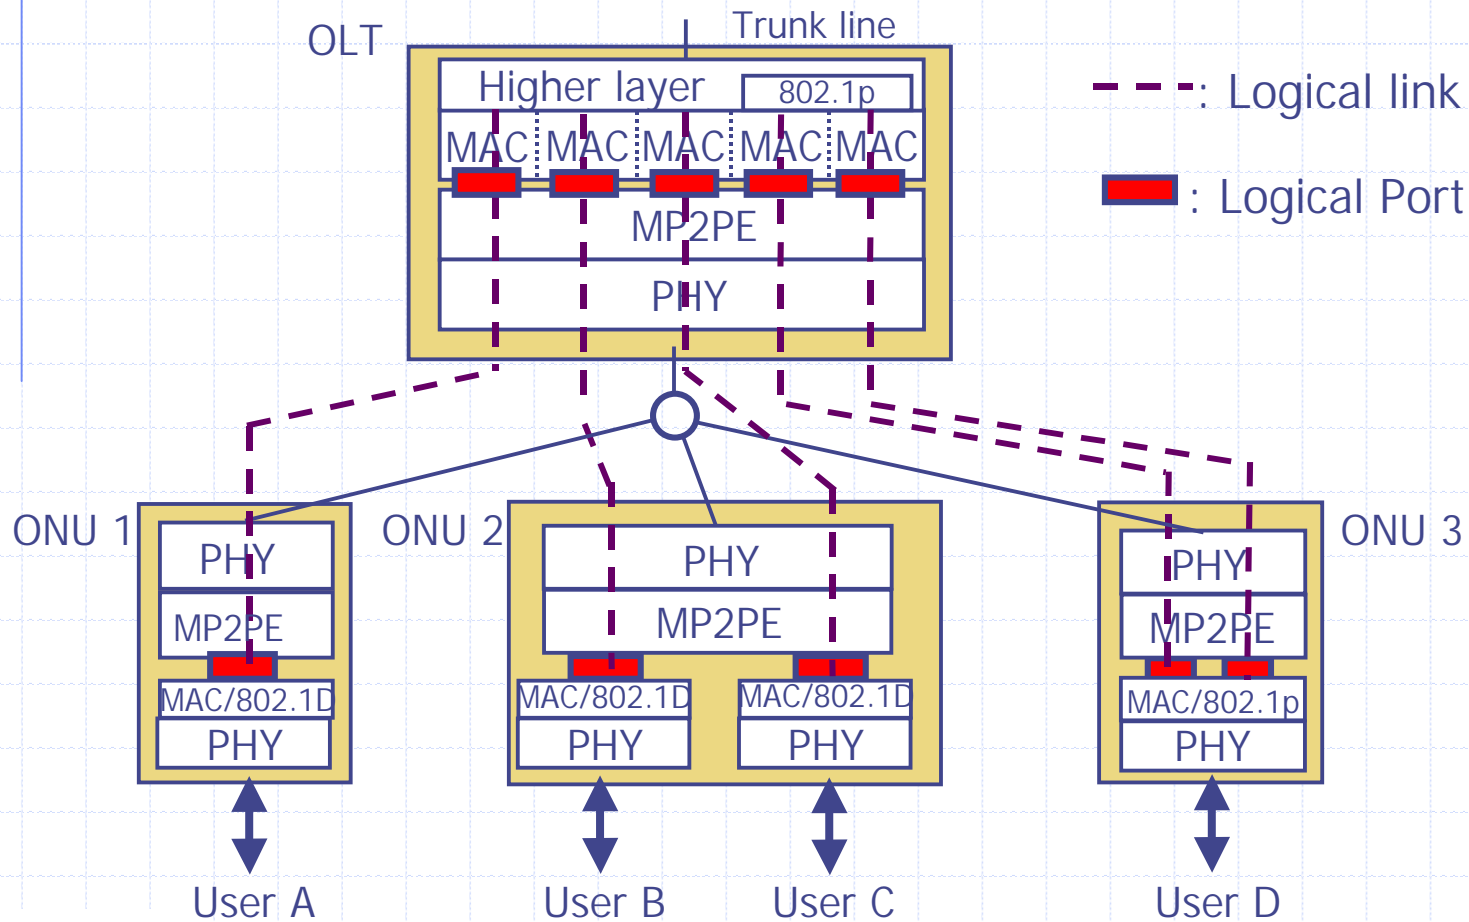 Trunk line
OLT
Higher layer
802.1p
: Logical link
MAC MAC MAC MAC MAC
: Logical Port
MP2PE
PHY
ONU 1
ONU 2
ONU 3
PHY
PHY
PHY
MP2PE
MP2PE
MP2PE
MAC/802.1D
MAC/802.1D
MAC/802.1D
MAC/802.1p
PHY
PHY
PHY
PHY
User A
User B
User C
User D